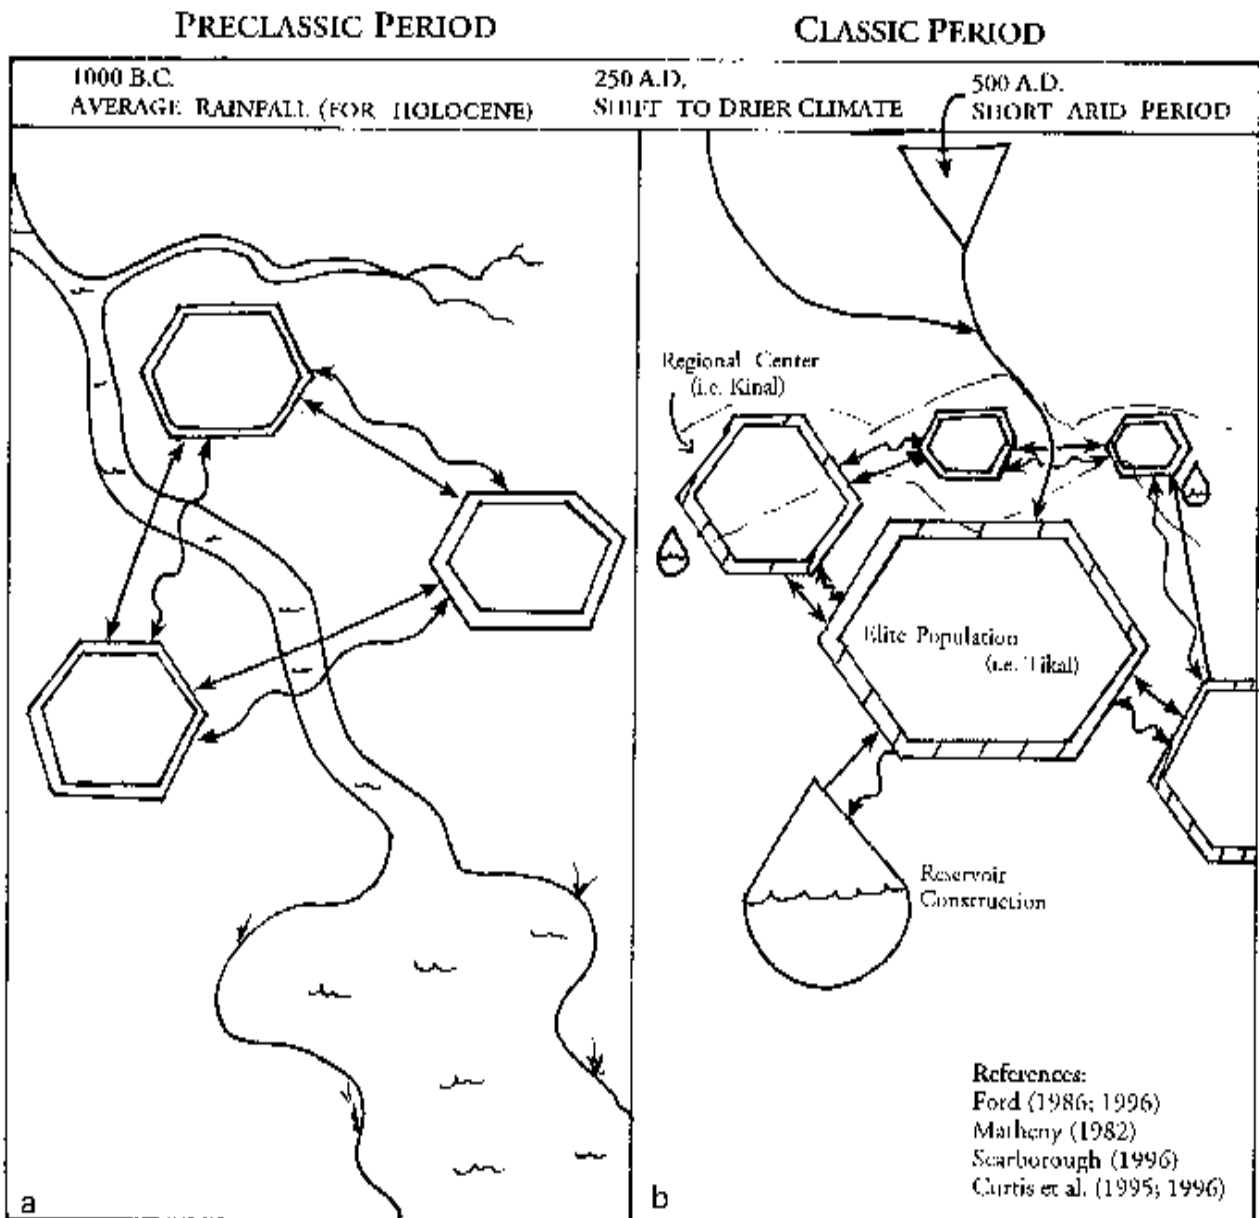 PRECLASSIC PERIOD
CLASSIC PERIOD
1000 B.C.
AVERAGE RAINFALL (FOR HOLOCENE)
250 A.D.
SHIFT TO DRIER CLIMATE
500 A.D.
SHORT ARID PERIOD
Regional Center
(i.e. Kinal)
Elite Population
(i.e. Tikal)
Reservoir
Construction
References:
Ford (1986; 1996)
Matheny (1982)
Scarborough (1996)
Curtis et al. (1995; 1996)
a
b